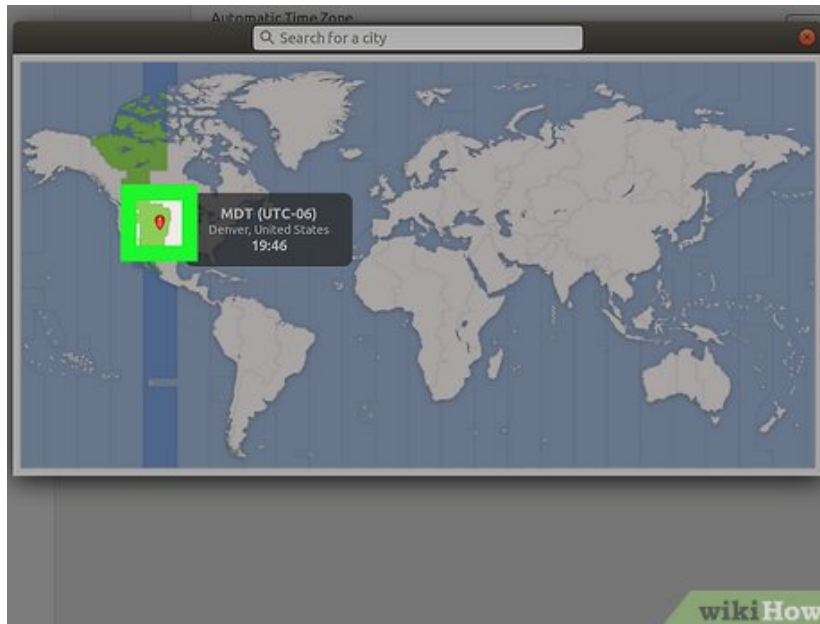 Automatic Time Zone
Search for a city
MDT (UTC-06)
Denver, United States
19:46
wikiHow